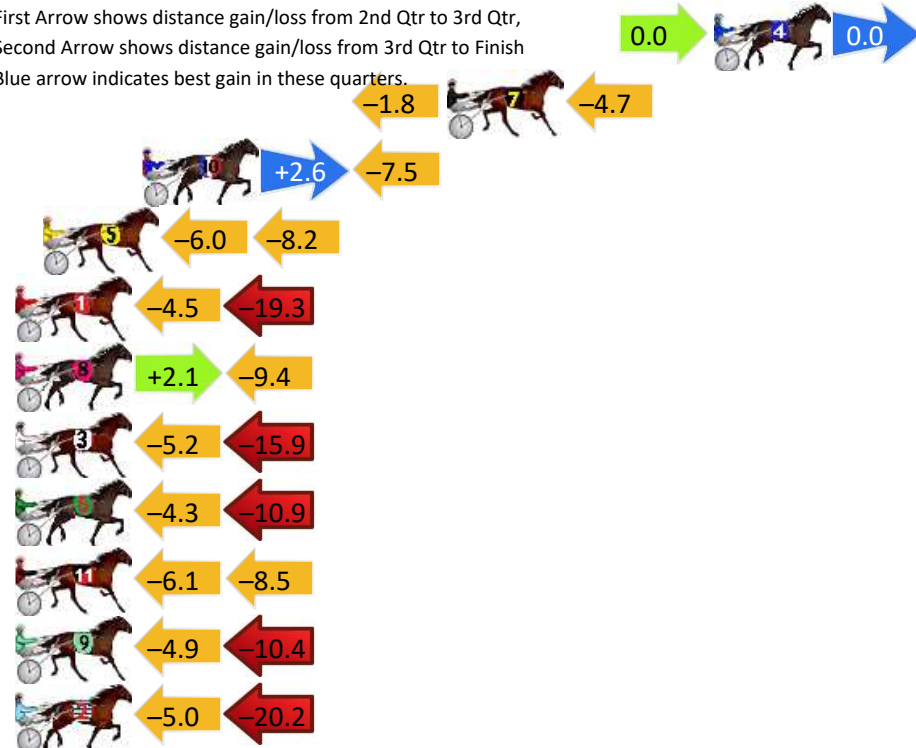 First Arrow shows distance gain/loss from 2nd Qtr to 3rd Qtr,
0.0 4 0.0
Second Arrow shows distance gain/loss from 3rd Qtr to Finish
Blue arrow indicates best gain in these quarters.
–1.8 7 –4.7
10 +2.6 –7.5
5 –6.0 –8.2
1 –4.5 –19.3
8 +2.1 –9.4
3 –5.2 –15.9
6 –4.3 –10.9
11 –6.1 –8.5
9 –4.9 –10.4
2 –5.0 –20.2